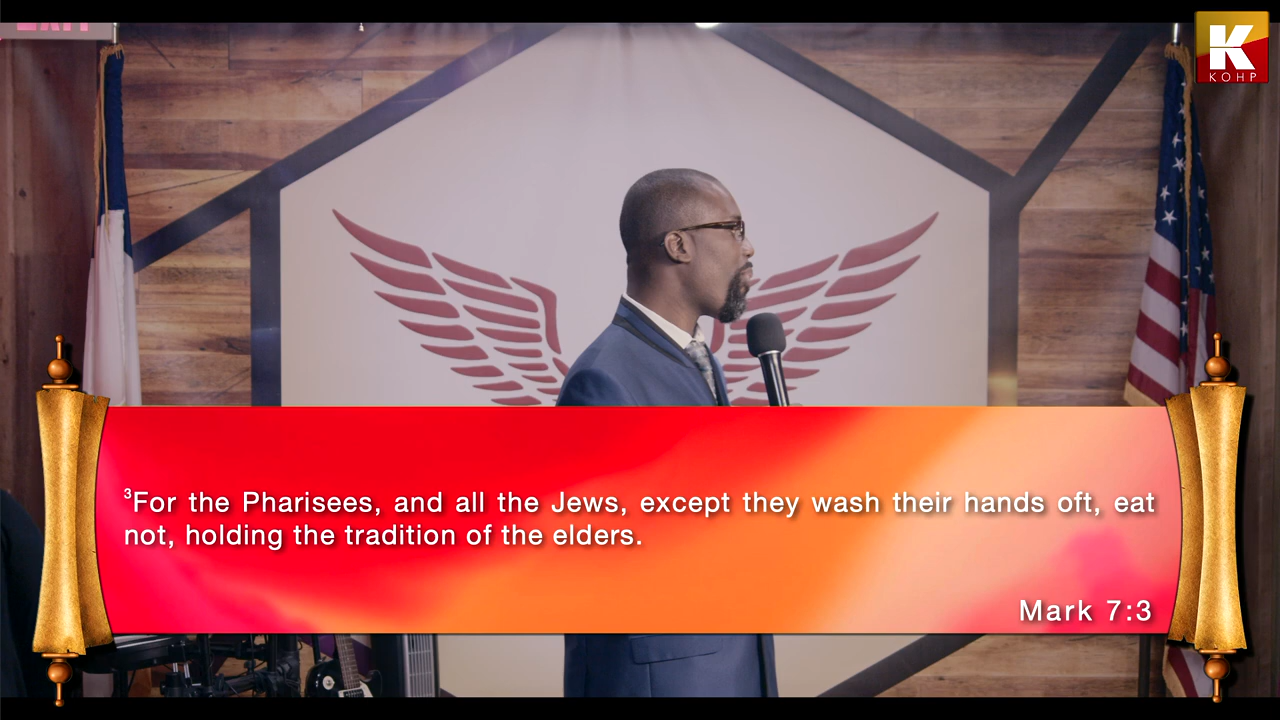 EXIT
K
KOHP
³For the Pharisees, and all the Jews, except they wash their hands oft, eat
not, holding the tradition of the elders.
Mark 7:3